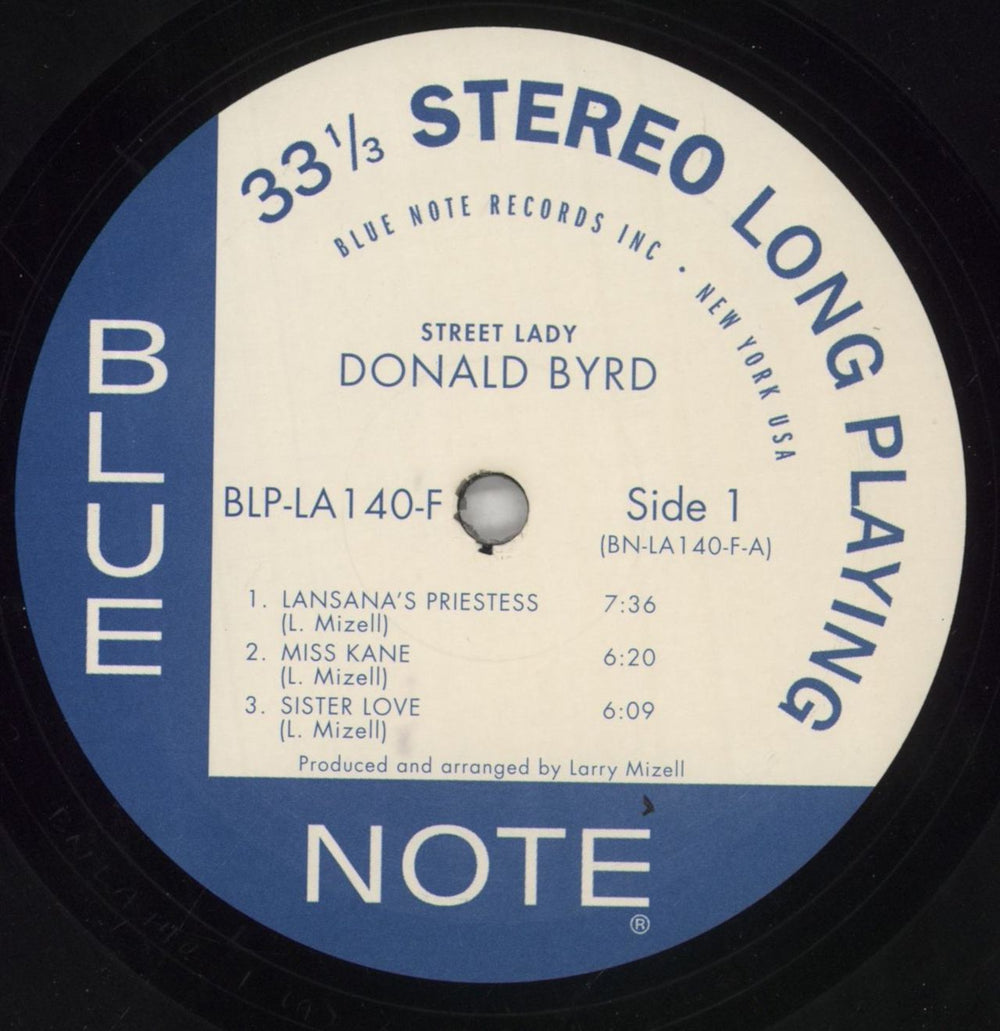 33 1/3 STEREO LONG PLAYING
BLUE NOTE RECORDS INC · NEW YORK USA
STREET LADY
DONALD BYRD
BLP-LA140-F
Side 1
(BN-LA140-F-A)
1. LANSANA'S PRIESTESS 7:36
(L. Mizell)
2. MISS KANE 6:20
(L. Mizell)
3. SISTER LOVE 6:09
(L. Mizell)
Produced and arranged by Larry Mizell
BLUE
NOTE
®